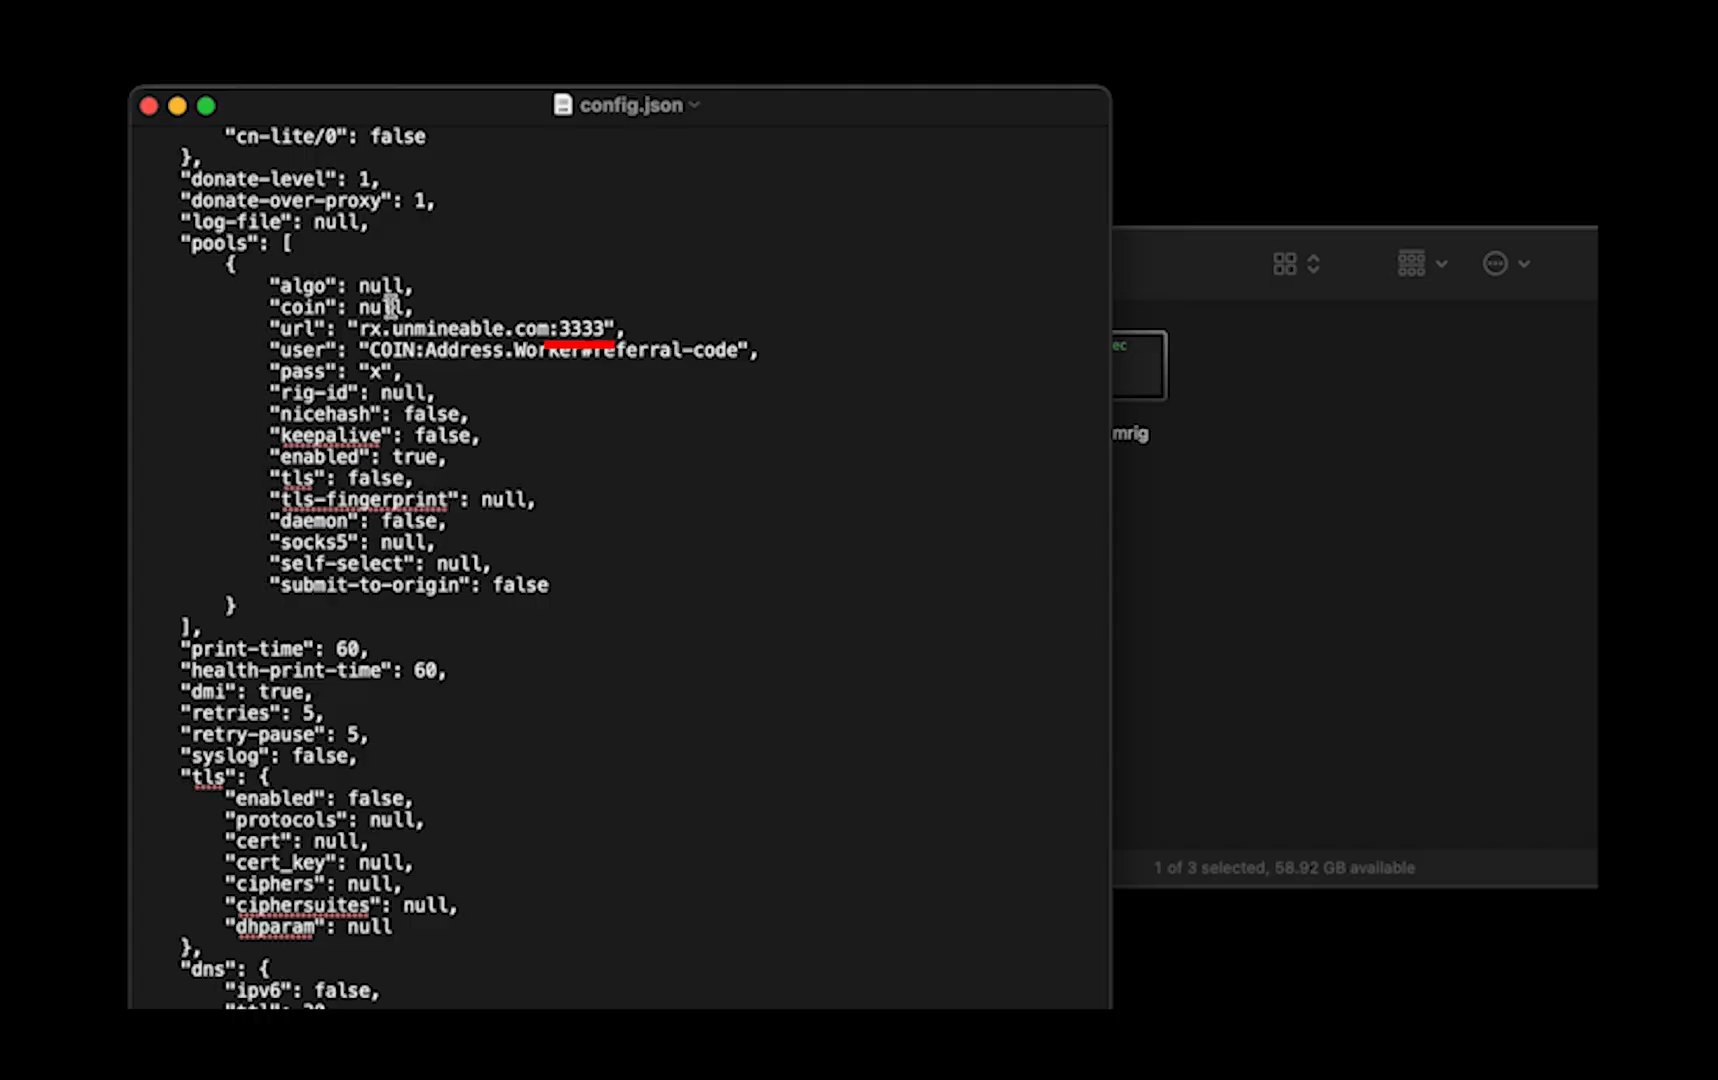 config.json
"cn-lite/0": false
},
"donate-level": 1,
"donate-over-proxy": 1,
"log-file": null,
"pools": [
{
"algo": null,
"coin": null,
"url": "rx.unmineable.com:3333",
"user": "COIN:Address.Worker#referral-code",
"pass": "x",
"rig-id": null,
"nicehash": false,
"keepalive": false,
"enabled": true,
"tls": false,
"tls-fingerprint": null,
"daemon": false,
"socks5": null,
"self-select": null,
"submit-to-origin": false
}
],
"print-time": 60,
"health-print-time": 60,
"dmi": true,
"retries": 5,
"retry-pause": 5,
"syslog": false,
"tls": {
"enabled": false,
"protocols": null,
"cert": null,
"cert_key": null,
"ciphers": null,
"ciphersuites": null,
"dhparam": null
},
"dns": {
"ipv6": false,
ec
mrig
1 of 3 selected, 58.92 GB available